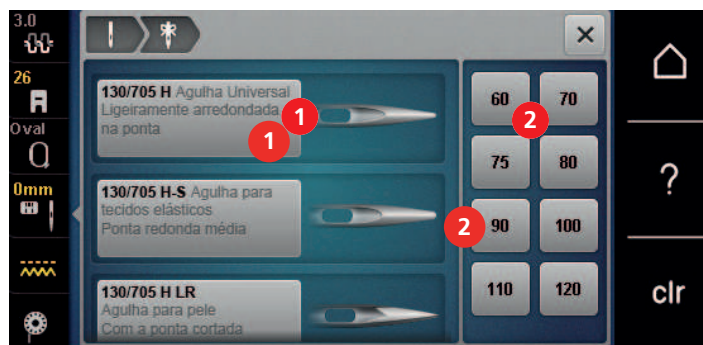 3.0
26
Oval
0mm
130/705 H Agulha Universal
Ligeiramente arredondada
na ponta
1
1
130/705 H-S Agulha para
tecidos elásticos
Ponta redonda média
130/705 H LR
Agulha para pele
Com a ponta cortada
60 70
2
75 80
2
90 100
110 120
?
clr